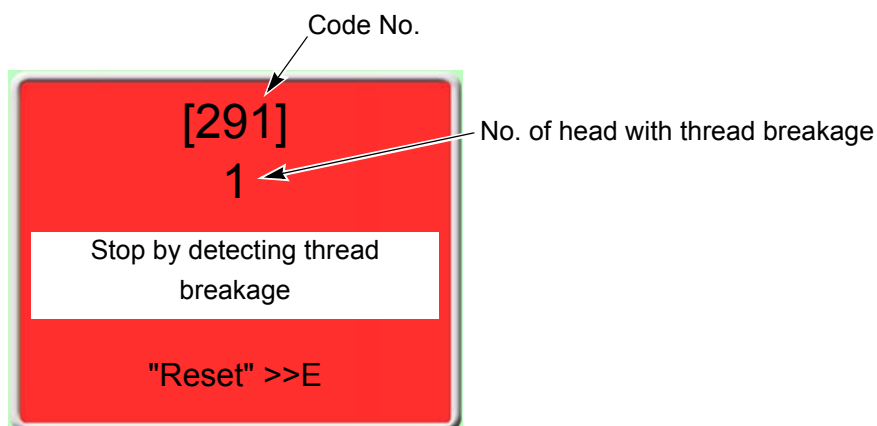 Code No.
[291]
No. of head with thread breakage
1
Stop by detecting thread
breakage
"Reset" >>E